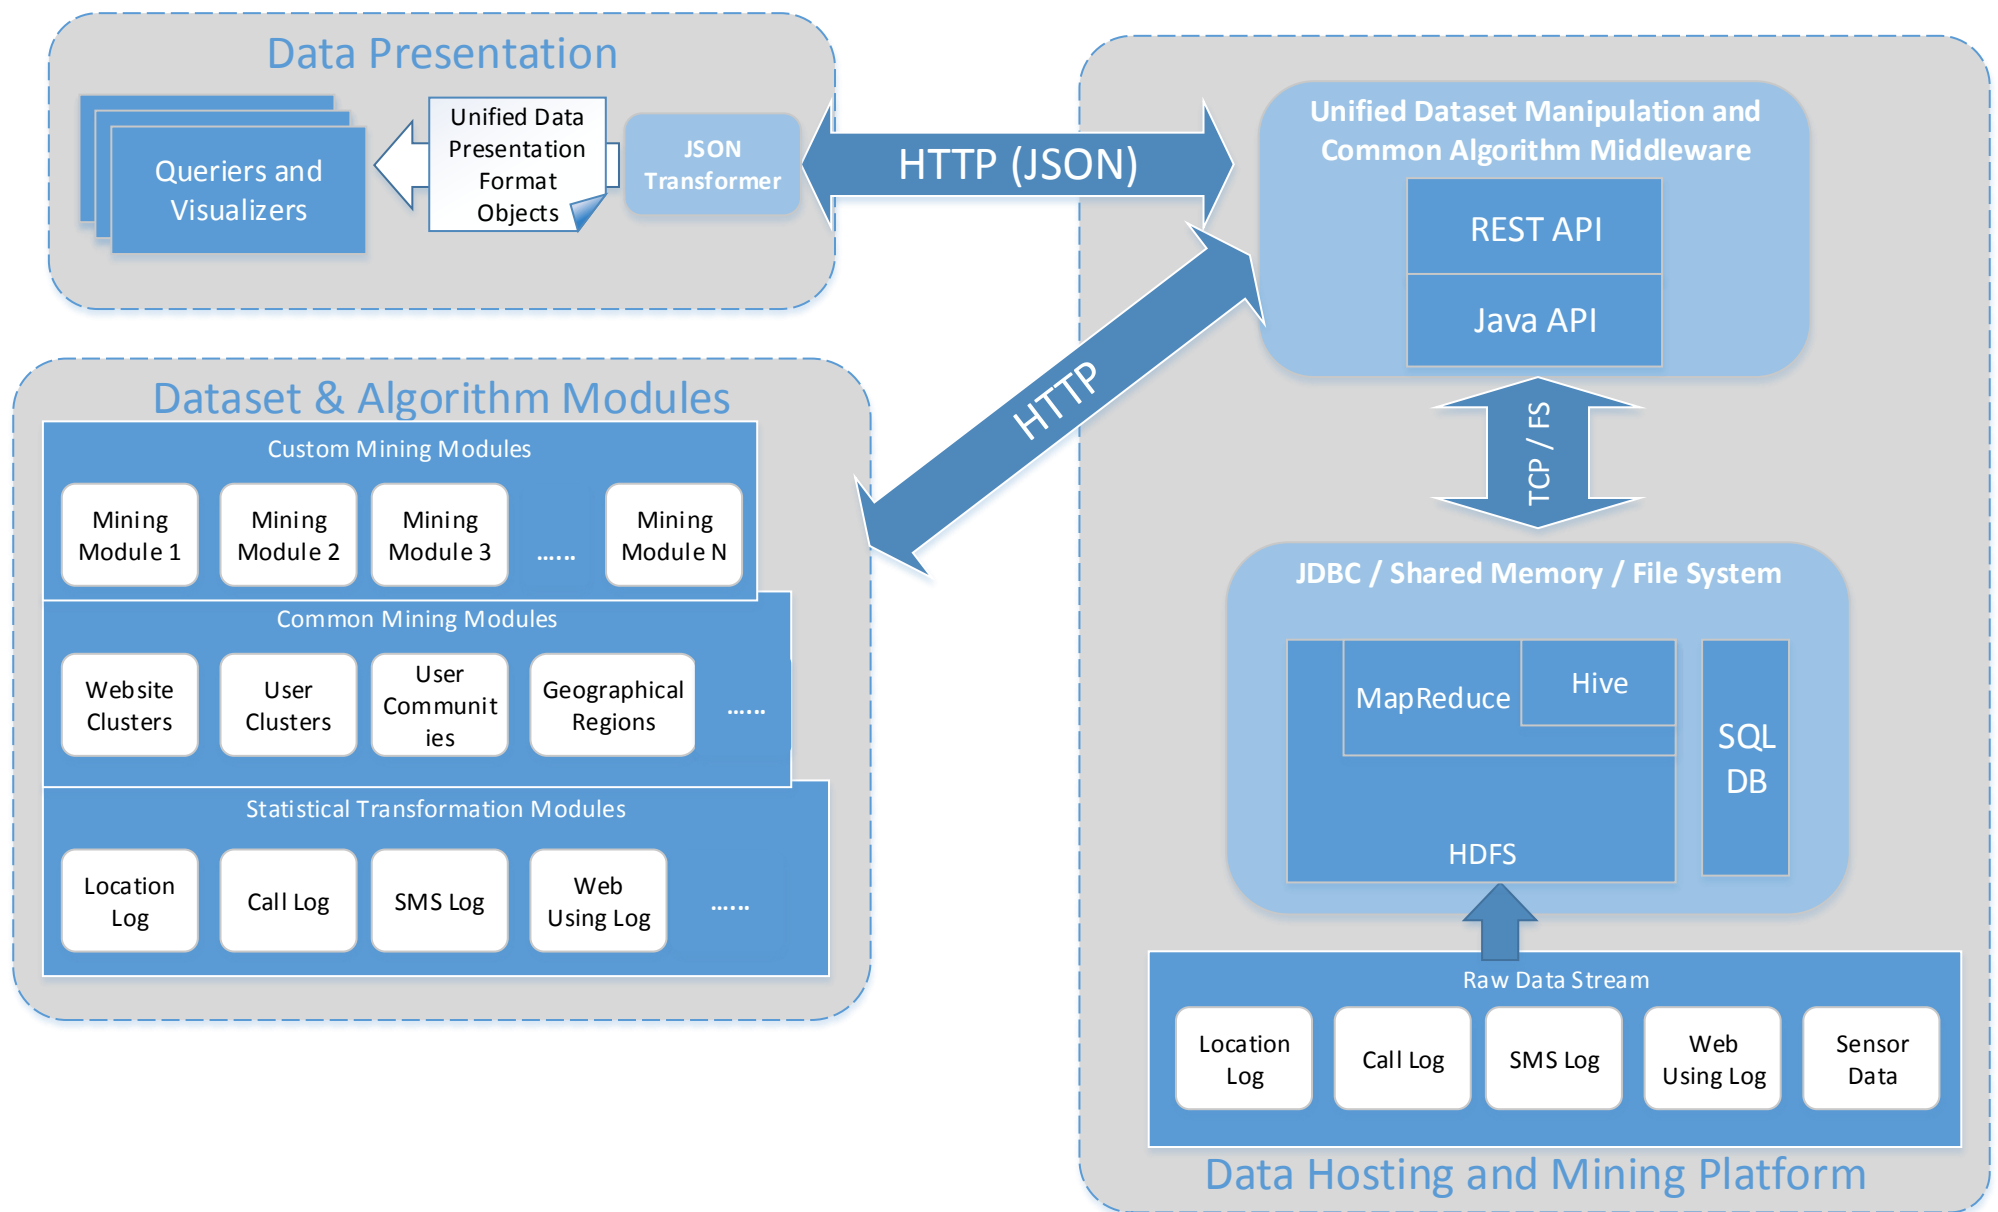 Data Presentation
Queriers and
Visualizers
Unified Data
Presentation
Format
Objects
JSON
Transformer
HTTP (JSON)
HTTP
Dataset & Algorithm Modules
Custom Mining Modules
Mining
Module 1
Mining
Module 2
Mining
Module 3
......
Mining
Module N
Common Mining Modules
Website
Clusters
User
Clusters
User
Communit
ies
Geographical
Regions
......
Statistical Transformation Modules
Location
Log
Call Log
SMS Log
Web
Using Log
......
Unified Dataset Manipulation and
Common Algorithm Middleware
REST API
Java API
TCP / FS
JDBC / Shared Memory / File System
MapReduce
Hive
HDFS
SQL
DB
Raw Data Stream
Location
Log
Call Log
SMS Log
Web
Using Log
Sensor
Data
Data Hosting and Mining Platform